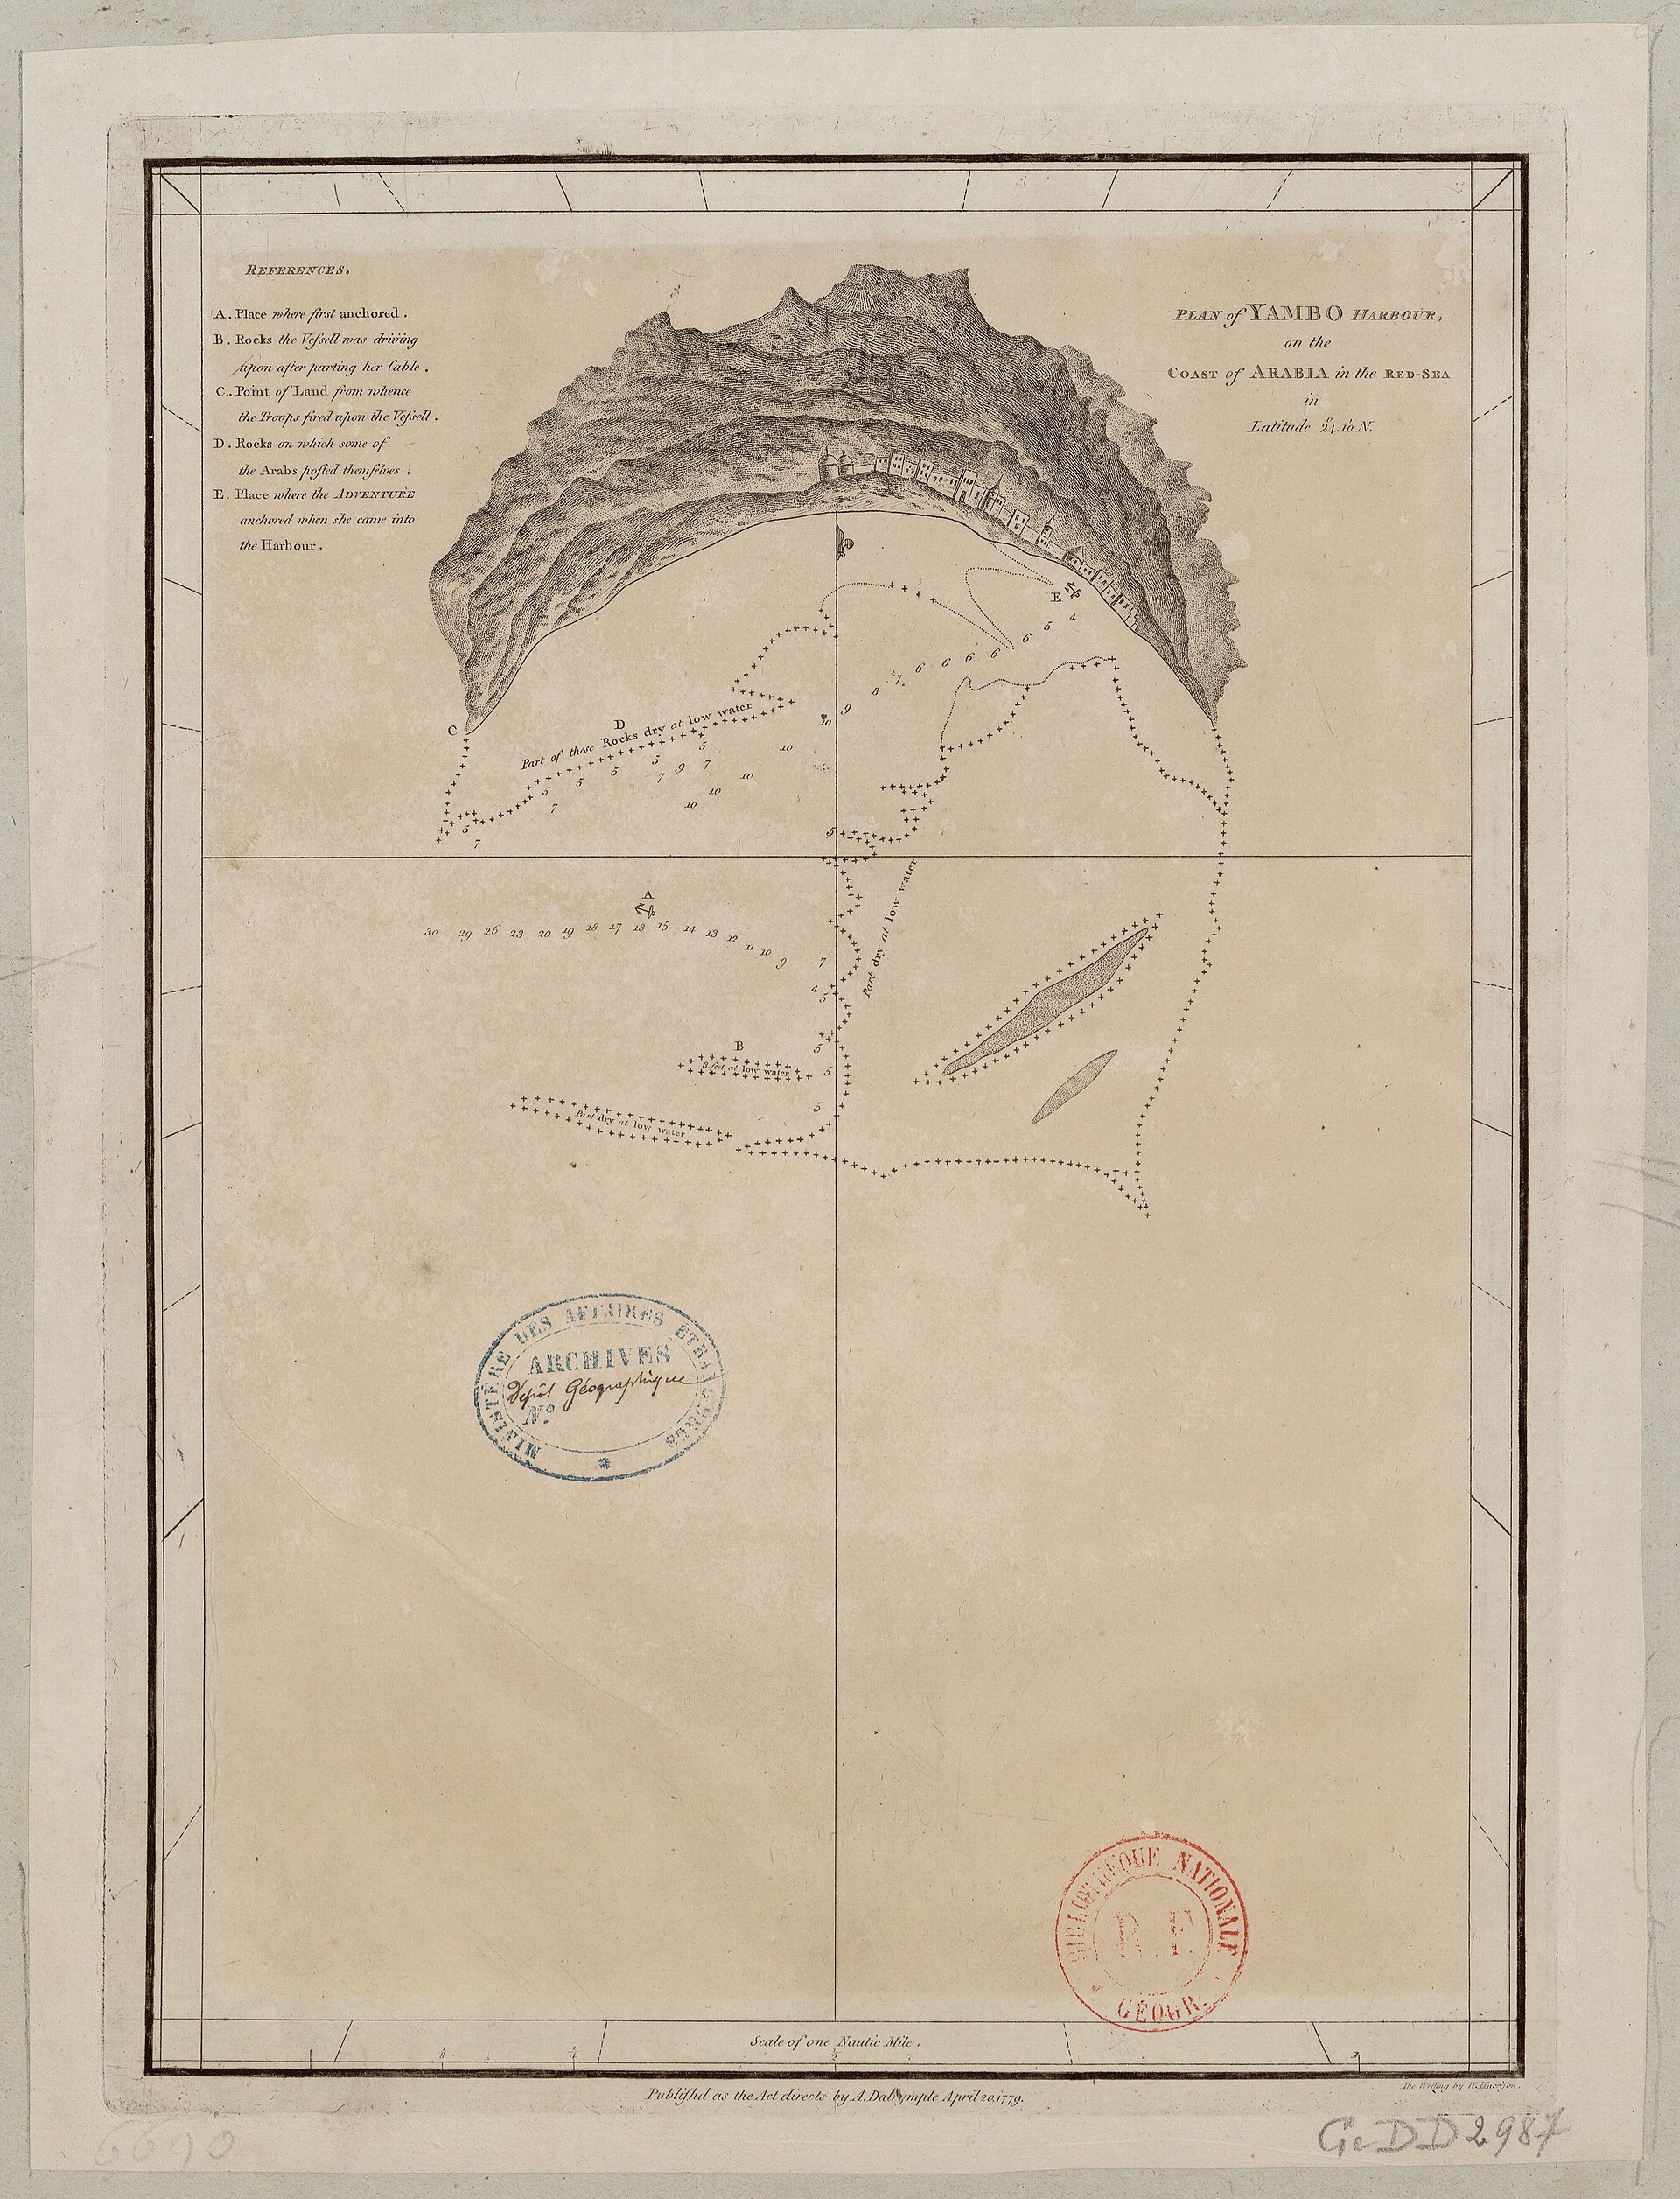 REFERENCES.
A. Place where first anchored.
B. Rocks the Veſsell was driving
upon after parting her Cable.
C. Point of Land from whence
the Troops fired upon the Veſsell.
D. Rocks on which some of
the Arabs poſted themſelves.
E. Place where the ADVENTURE
anchored when she came into
the Harbour.
PLAN of YAMBO HARBOUR,
on the
COAST of ARABIA in the RED-SEA
in
Latitude 24°.10 N.
E
4
5
6
6 6 6 6
7
8
9
10
C
D
Part of these Rocks dry at low water
5
5 9 7
5 7
5
5
7
10
10
10
10
5
7
5
Part dry at low water
A
30 29 26 23 20 19 18 17 18 15 14 13 12 11 10 9
7
4
5
5
5
5
B
3 feet at low water
Part dry at low water
MINISTÈRE DES AFFAIRES ÉTRANGÈRES
ARCHIVES
Dépôt Géographique
N°.
BIBLIOTHÈQUE NATIONALE
R.F.
GÉOGR.
Scale of one Nautic Mile.
Publiſhd as the Act directs by A. Dalrymple April 20, 1779.
The Writing by W. Harrison.
6690
Ge DD 2987